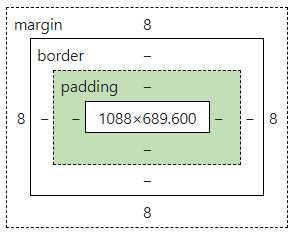 margin 8
border –
padding –
8 – – 1088×689.600 – – 8
–
–
8